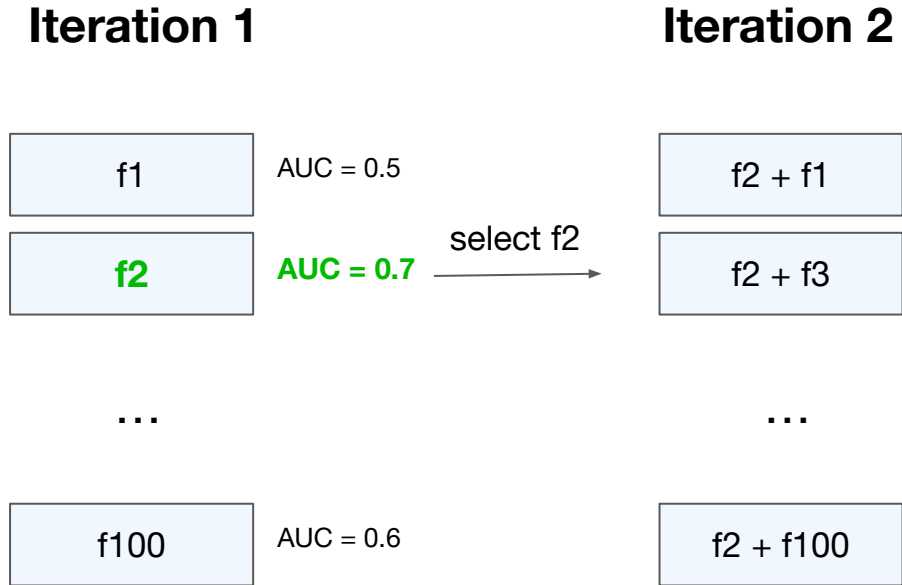 Iteration 1
Iteration 2
f1
AUC = 0.5
f2 + f1
f2
AUC = 0.7
select f2
f2 + f3
...
...
f100
AUC = 0.6
f2 + f100